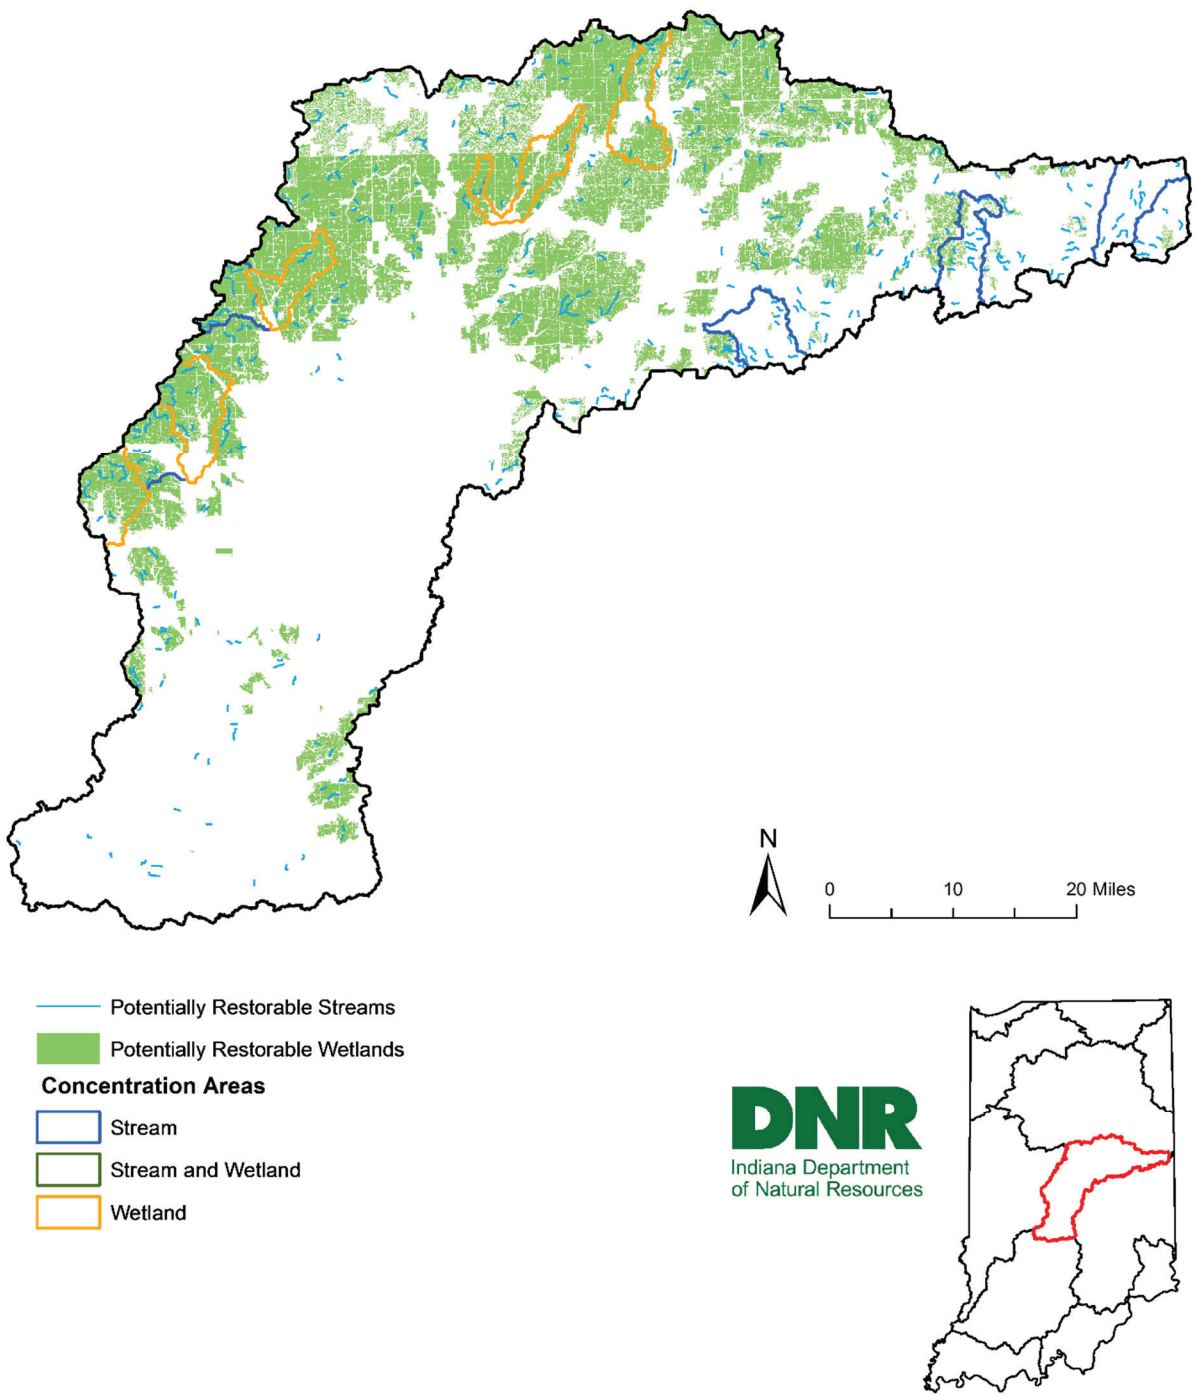 N
0 10 20 Miles
Potentially Restorable Streams
Potentially Restorable Wetlands
Concentration Areas
Stream
Stream and Wetland
Wetland
DNR
Indiana Department
of Natural Resources